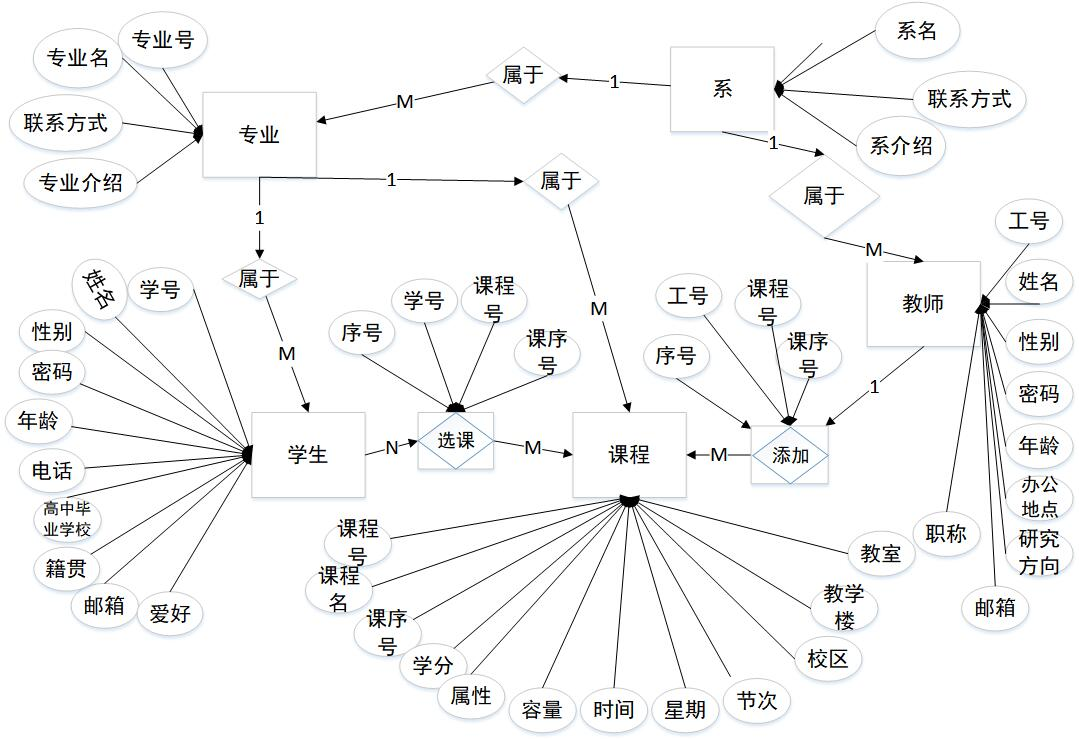 专业号
专业名
联系方式
专业介绍
专业
属于
M
1
系
系名
联系方式
系介绍
1
属于
M
1
属于
M
1
属于
M
工号
姓名
性别
密码
年龄
办公
地点
研究
方向
邮箱
职称
教师
1
姓名
学号
性别
密码
年龄
电话
高中毕
业学校
籍贯
邮箱
爱好
学生
N
序号
学号
课程
号
课序
号
选课
M
课程
M
序号
工号
课程
号
课序
号
添加
课程
号
课程
名
课序
号
学分
属性
容量
时间
星期
节次
校区
教学
楼
教室